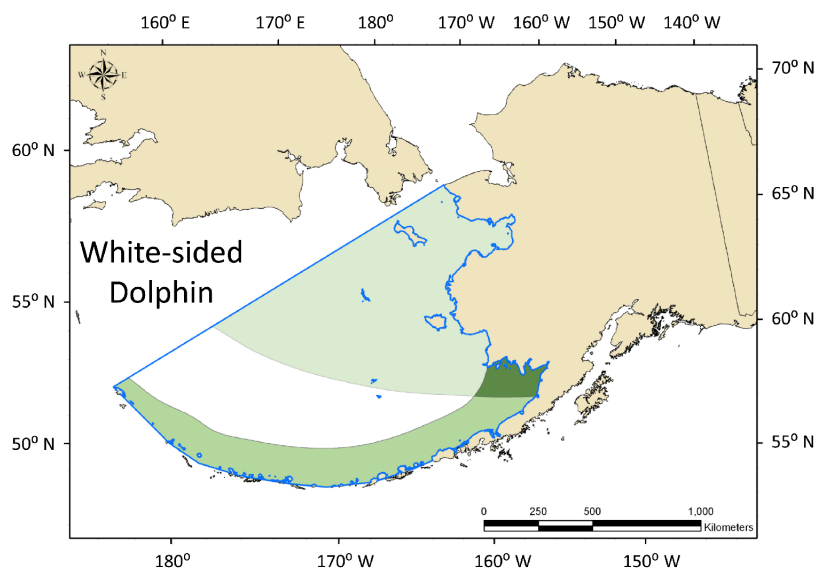 160° E 170° E 180° 170° W 160° W 150° W 140° W
N
W E
S
70° N
60° N
65° N
White-sided
Dolphin
55° N
60° N
50° N
55° N
0 250 500 1,000
Kilometers
180° 170° W 160° W 150° W